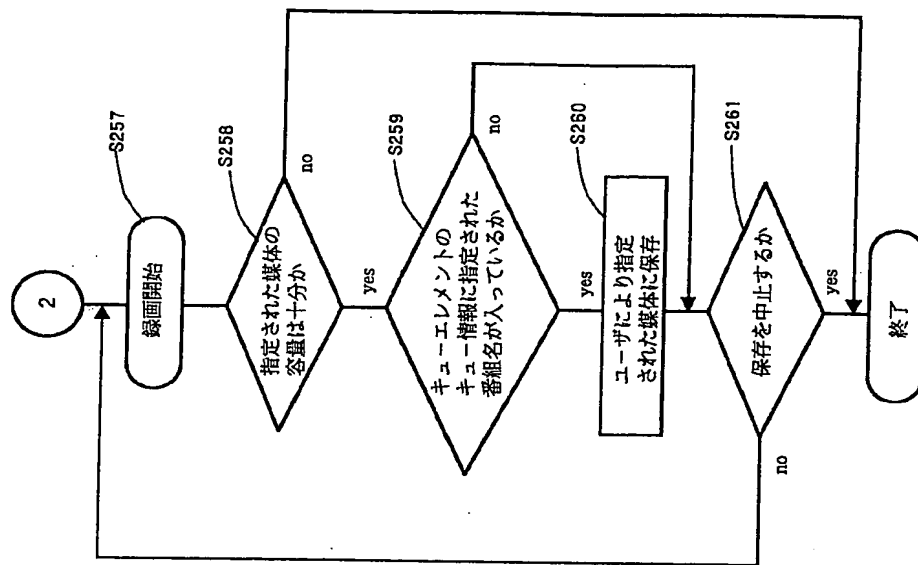 2
録画開始
S257
指定された媒体の
容量は十分か
S258
no
yes
キューエレメントの
キュー情報に指定された
番組名が入っているか
S259
no
yes
ユーザにより指定
された媒体に保存
S260
保存を中止するか
S261
no
yes
終了